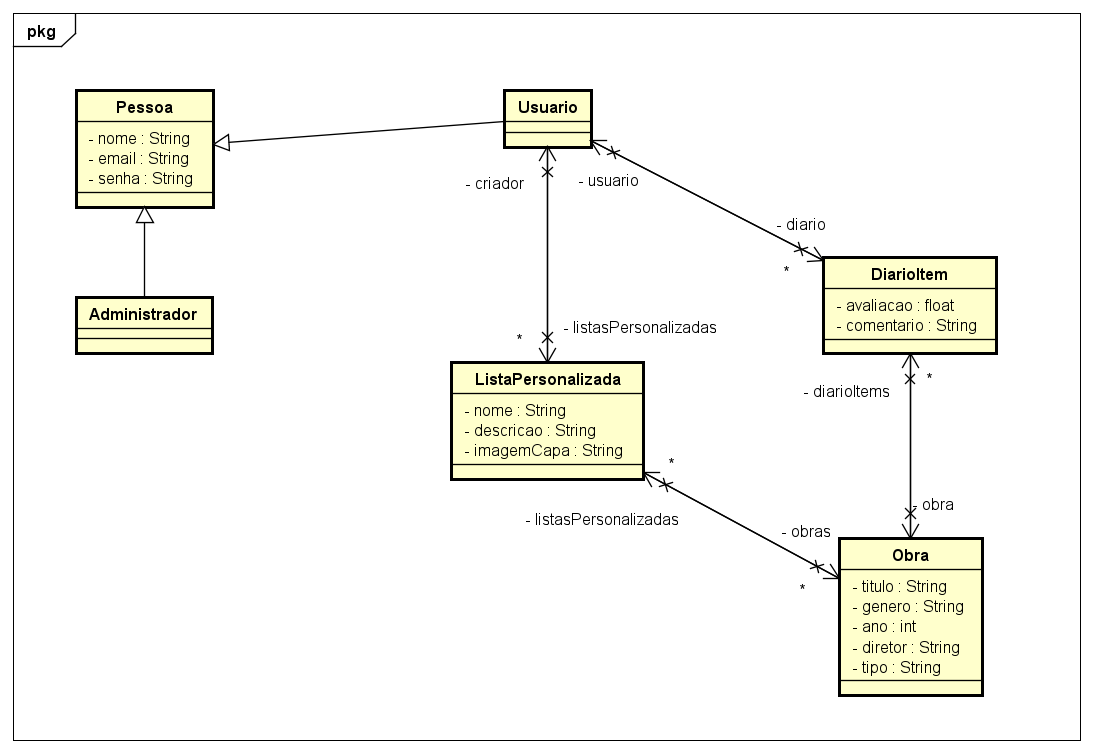 pkg
Pessoa
- nome : String
- email : String
- senha : String
Usuario
- criador
- usuario
- diario
*
DiarioItem
- avaliacao : float
- comentario : String
Administrador
- listasPersonalizadas
*
ListaPersonalizada
- nome : String
- descricao : String
- imagemCapa : String
*
- diarioItems
*
- listasPersonalizadas
- obras
*
- obra
Obra
- titulo : String
- genero : String
- ano : int
- diretor : String
- tipo : String